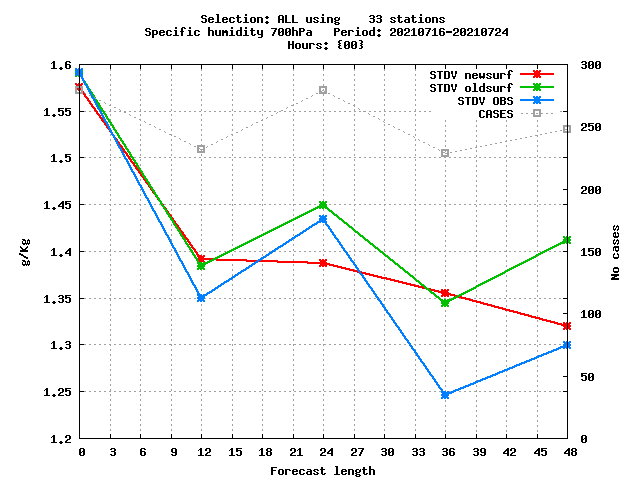 Selection: ALL using    33 stations
Specific humidity 700hPa   Period: 20210716-20210724
Hours: {00}
1.6
1.55
1.5
1.45
1.4
1.35
1.3
1.25
1.2
g/Kg
STDV newsurf
STDV oldsurf
STDV OBS
CASES
300
250
200
150
100
50
0
No cases
0 3 6 9 12 15 18 21 24 27 30 33 36 39 42 45 48
Forecast length